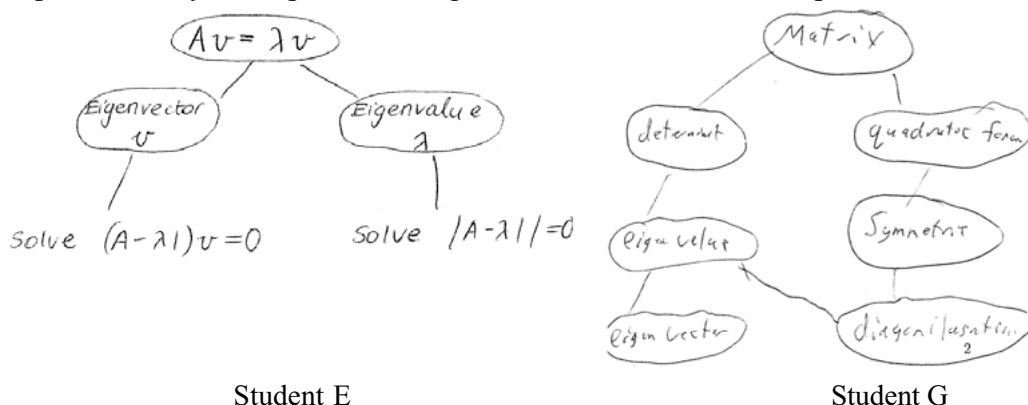 Av = λv
Eigenvector
v
Eigenvalue
λ
Solve (A-λI)v=0
Solve |A-λI|=0
Matrix
determint
quadratic form
eigenvalue
Symmetric
eigen vector
diagonilisation
2
Student E
Student G